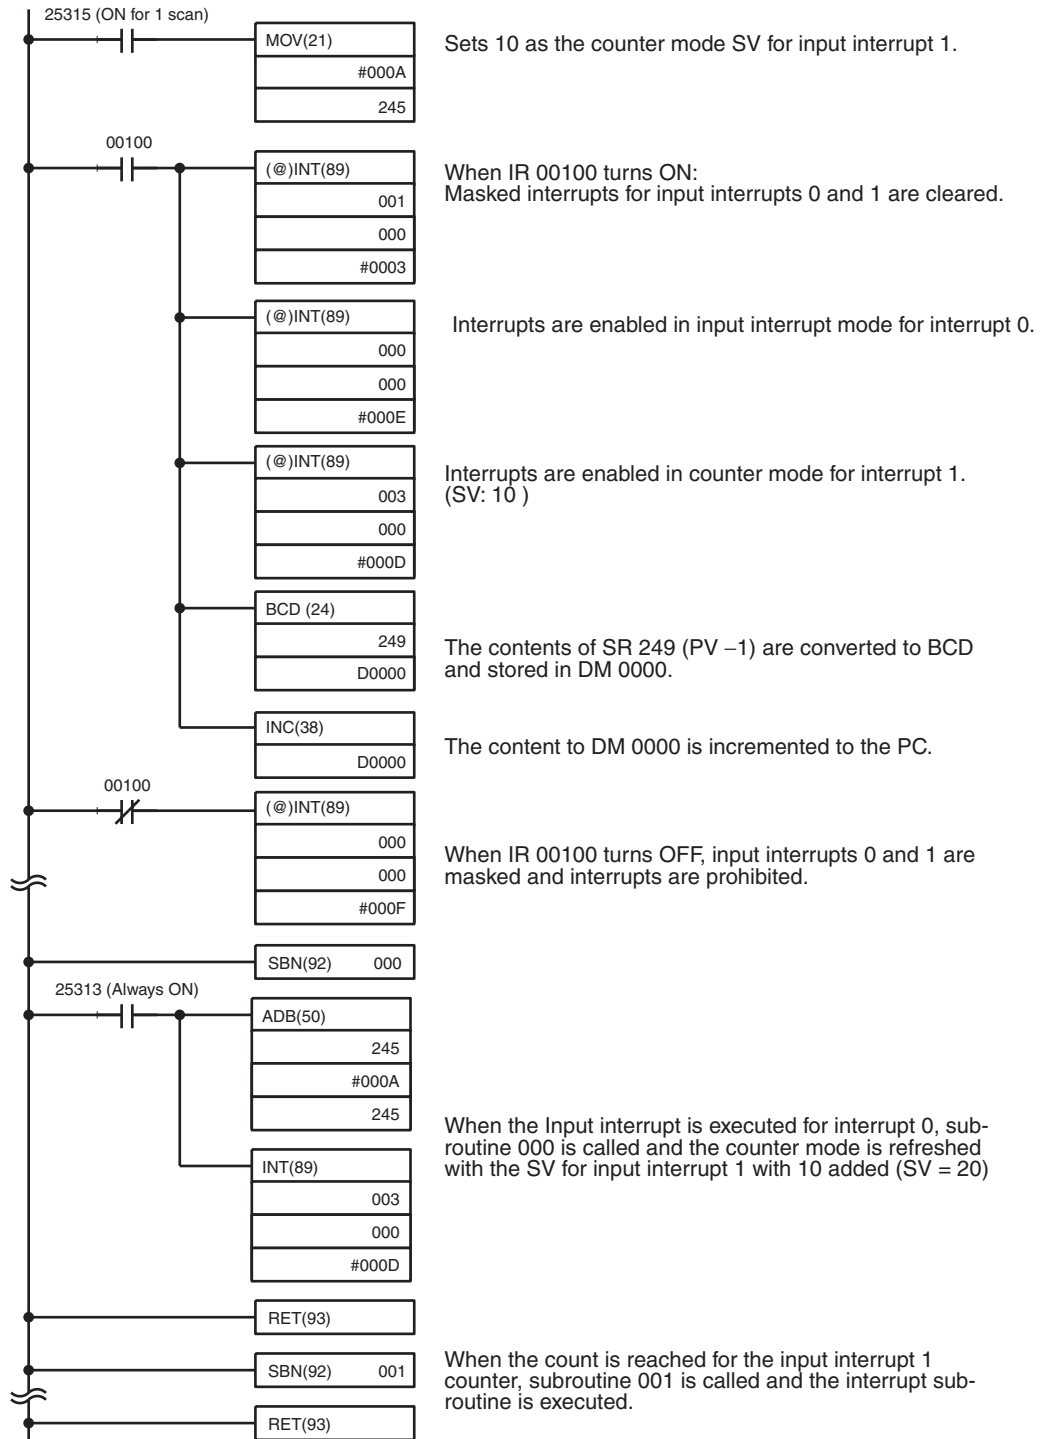 25315 (ON for 1 scan)
MOV(21)
#000A
245
Sets 10 as the counter mode SV for input interrupt 1.
00100
(@)INT(89)
001
000
#0003
When IR 00100 turns ON:
Masked interrupts for input interrupts 0 and 1 are cleared.
(@)INT(89)
000
000
#000E
Interrupts are enabled in input interrupt mode for interrupt 0.
(@)INT(89)
003
000
#000D
Interrupts are enabled in counter mode for interrupt 1.
(SV: 10 )
BCD (24)
249
D0000
The contents of SR 249 (PV −1) are converted to BCD
and stored in DM 0000.
INC(38)
D0000
The content to DM 0000 is incremented to the PC.
00100
(@)INT(89)
000
000
#000F
When IR 00100 turns OFF, input interrupts 0 and 1 are
masked and interrupts are prohibited.
SBN(92) 000
25313 (Always ON)
ADB(50)
245
#000A
245
INT(89)
003
000
#000D
When the Input interrupt is executed for interrupt 0, sub-
routine 000 is called and the counter mode is refreshed
with the SV for input interrupt 1 with 10 added (SV = 20)
RET(93)
SBN(92) 001
When the count is reached for the input interrupt 1
counter, subroutine 001 is called and the interrupt sub-
routine is executed.
RET(93)